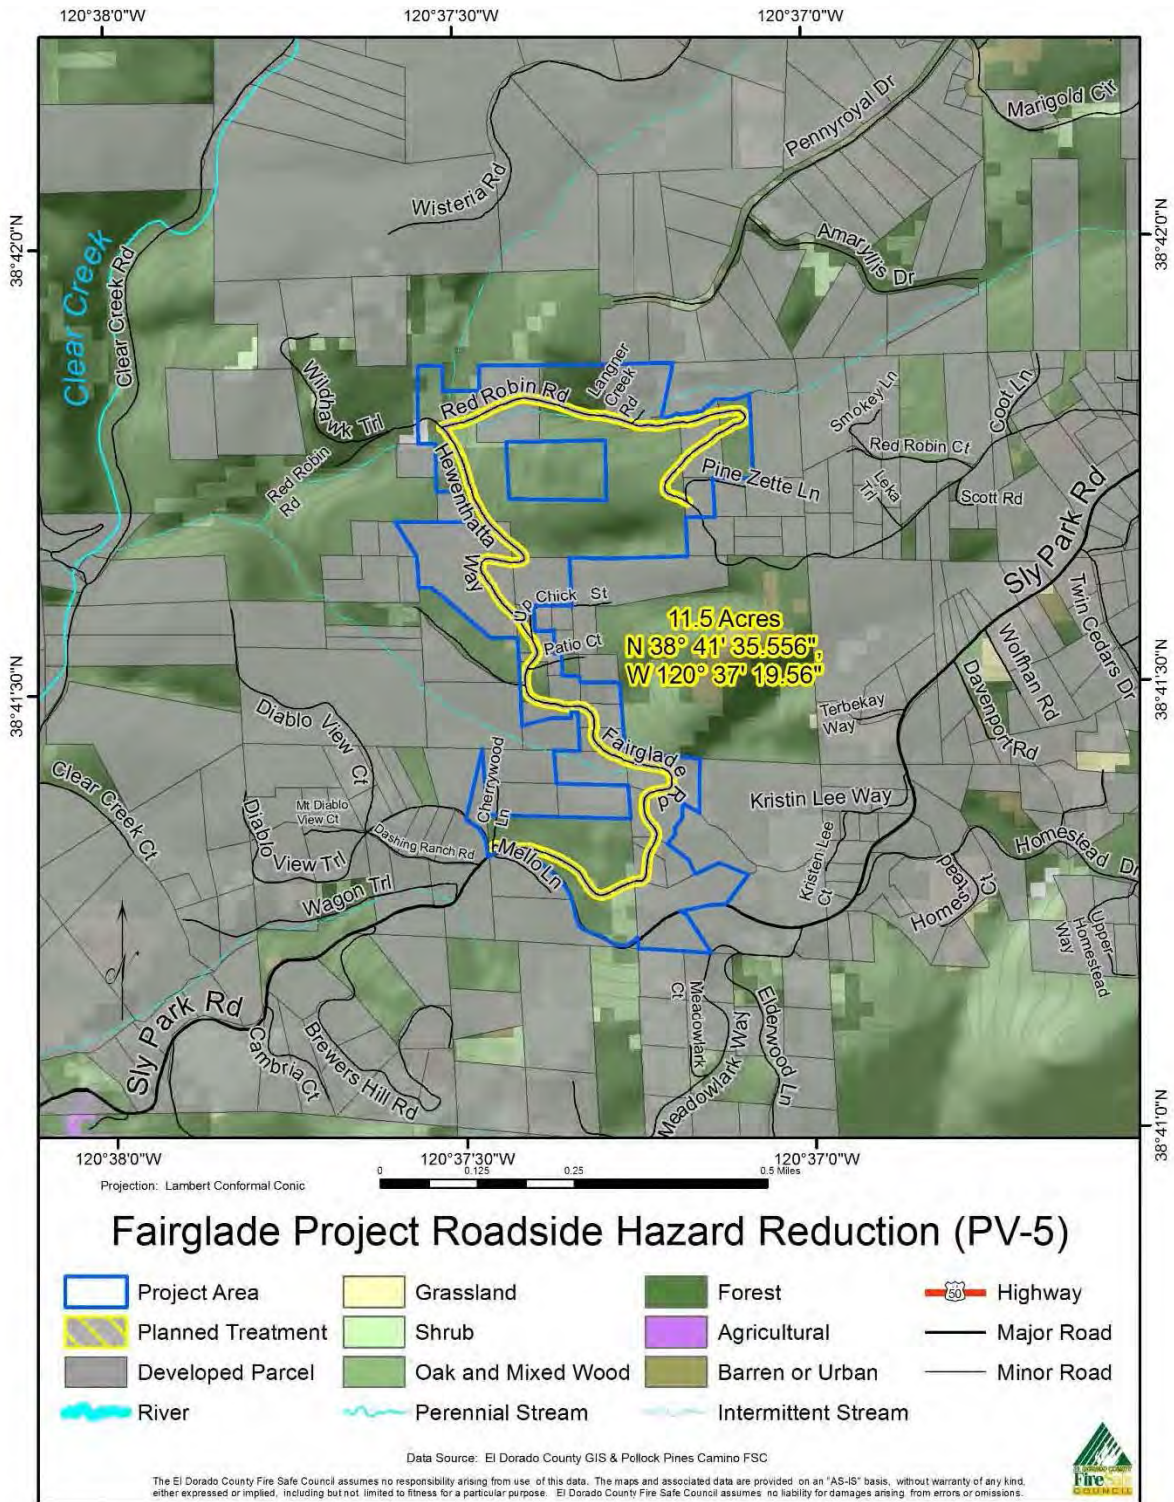 120°38'0"W
120°37'30"W
120°37'0"W
38°42'0"N
38°42'0"N
38°41'30"N
38°41'30"N
38°41'0"N
Marigold Cir
Pennyroyal Dr
Wisteria Rd
Amaryllis Dr
Clear Creek
Clear Creek Rd
Wildhawk Trl
Red Robin Rd
Langner
Creek
Rd
Smokey Ln
Coot Ln
Red Robin Ct
Red Robin
Rd
Hewenthatta
Way
Pine Zette Ln
Leka
Trl
Scott Rd
Sly Park Rd
Up Chick St
Patio Ct
11.5 Acres
N 38° 41' 35.556",
W 120° 37' 19.56"
Twin Cedars Dr
Wolfhan Rd
Davenport Rd
Terbekay
Way
Diablo View Ct
Fairglade
Rd
Clear Creek Ct
Cherrywood
Ln
Kristin Lee Way
Mt Diablo
View Ct
Diablo
View Trl
Dashing Ranch Rd
Mello Ln
Kristen Lee
Ct
Homestead Dr
Homestead
Ct
Wagon Trl
Upper
Homestead
Way
Sly Park Rd
Cambria Ct
Brewers Hill Rd
Meadowlark
Ct
Meadowlark Way
Elderwood Ln
120°38'0"W
120°37'30"W
120°37'0"W
Projection: Lambert Conformal Conic
0 0.125 0.25 0.5 Miles
Fairglade Project Roadside Hazard Reduction (PV-5)
Project Area
Grassland
Forest
50
Highway
Planned Treatment
Shrub
Agricultural
Major Road
Developed Parcel
Oak and Mixed Wood
Barren or Urban
Minor Road
River
Perennial Stream
Intermittent Stream
Data Source: El Dorado County GIS & Pollock Pines Camino FSC
The El Dorado County Fire Safe Council assumes no responsibility arising from use of this data. The maps and associated data are provided on an "AS-IS" basis, without warranty of any kind,
either expressed or implied, including but not limited to fitness for a particular purpose. El Dorado County Fire Safe Council assumes no liability for damages arising from errors or omissions.
EL DORADO COUNTY
Fire Safe
COUNCIL